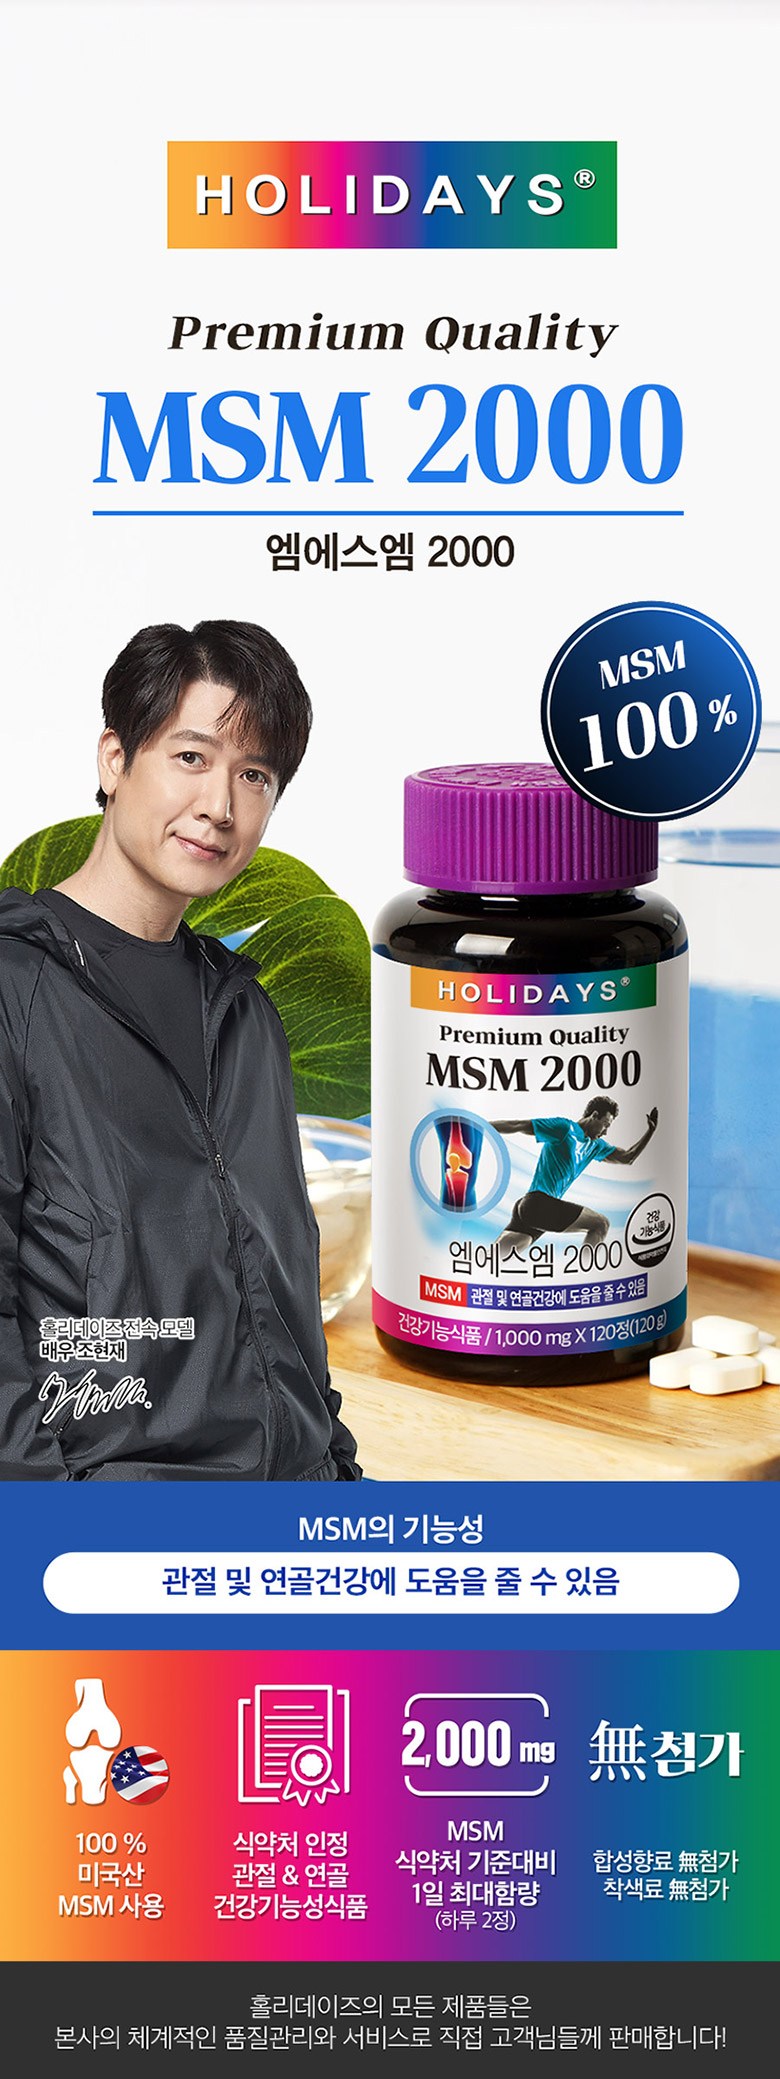 HOLIDAYS®
Premium Quality
MSM 2000
엠에스엠 2000
MSM
100 %
HOLIDAYS®
Premium Quality
MSM 2000
건강
기능식품
엠에스엠 2000
MSM 관절 및 연골건강에 도움을 줄 수 있음
건강기능식품 / 1,000 mg X 120정(120 g)
홀리데이즈 전속 모델
배우 조현재
MSM의 기능성
관절 및 연골건강에 도움을 줄 수 있음
2,000 mg
無첨가
100 %
미국산
MSM 사용
식약처 인정
관절 & 연골
건강기능성식품
MSM
식약처 기준대비
1일 최대함량
(하루 2정)
합성향료 無첨가
착색료 無첨가
홀리데이즈의 모든 제품들은
본사의 체계적인 품질관리와 서비스로 직접 고객님들께 판매합니다!